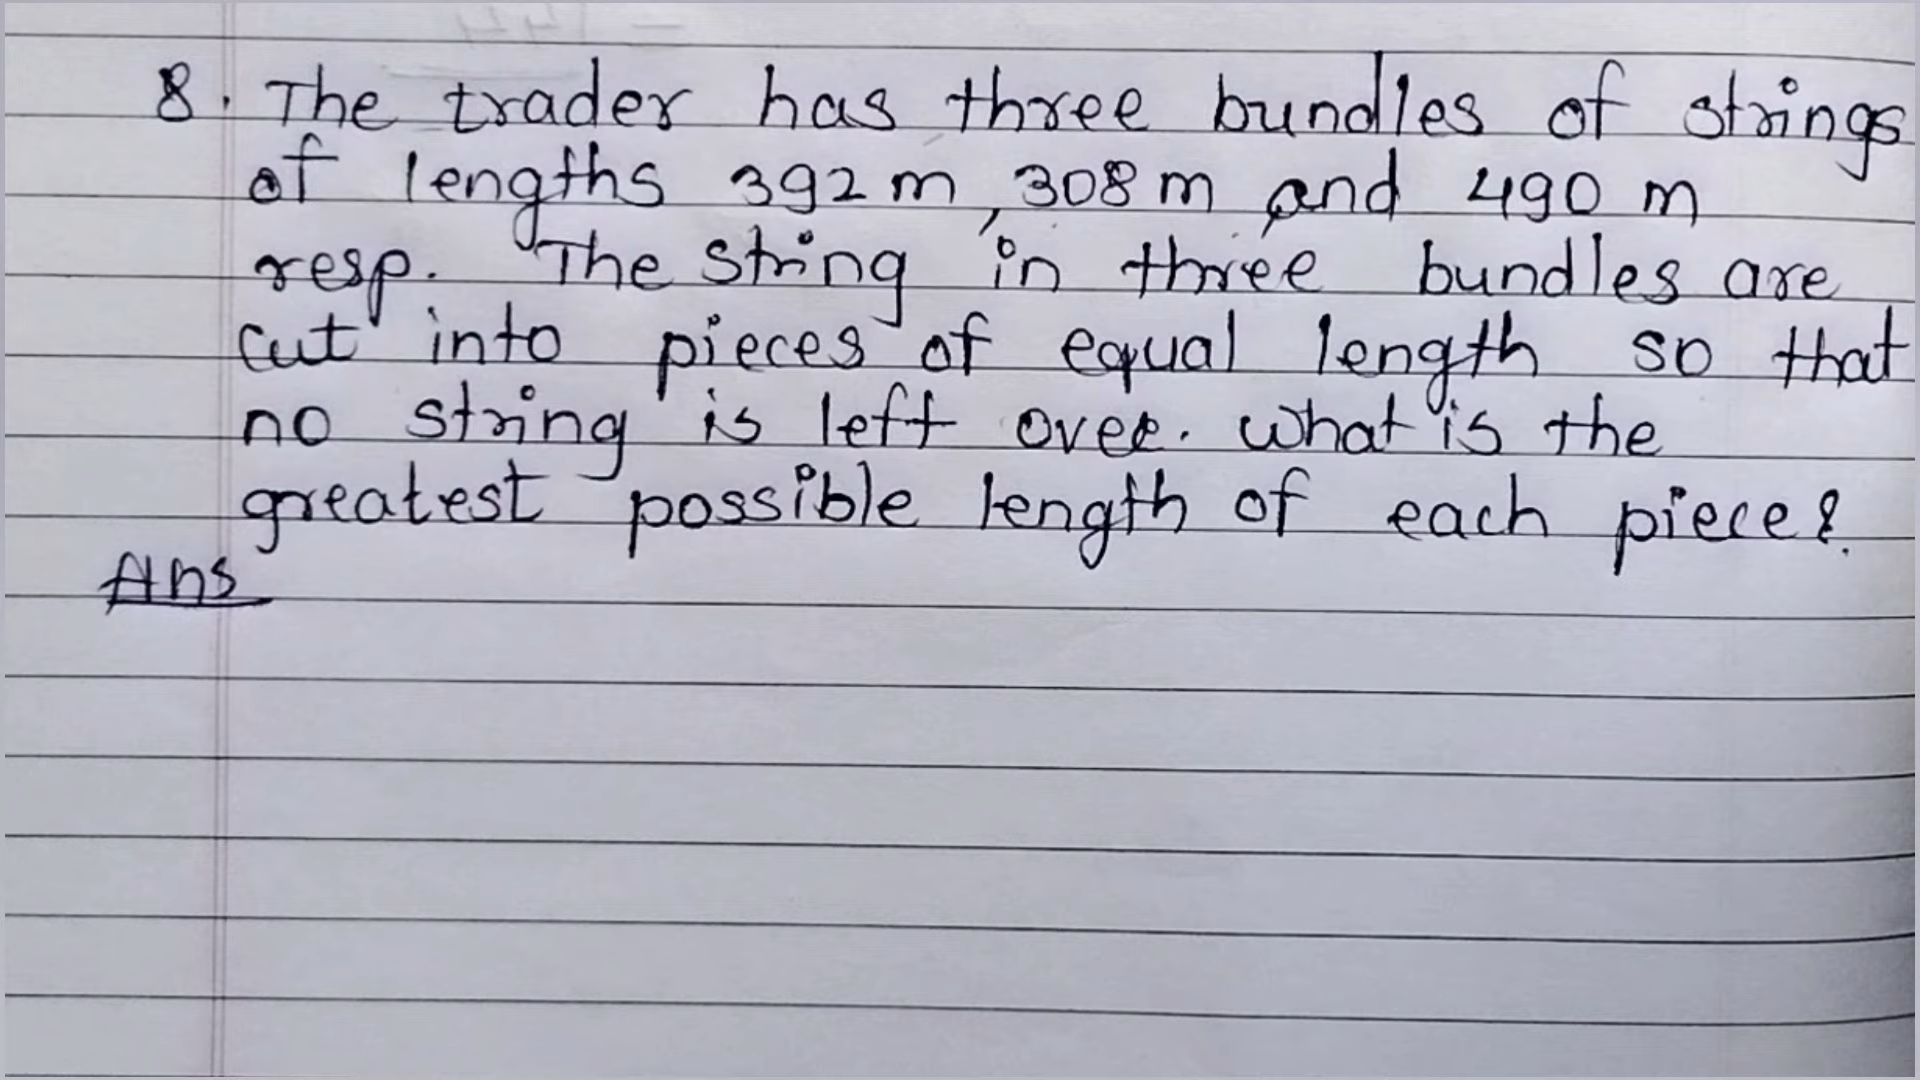 8. The trader has three bundles of strings
of lengths 392 m, 308 m and 490 m
resp. The string in three bundles are
cut into pieces of equal length so that
no string is left over. What is the
greatest possible length of each piece?
Ans